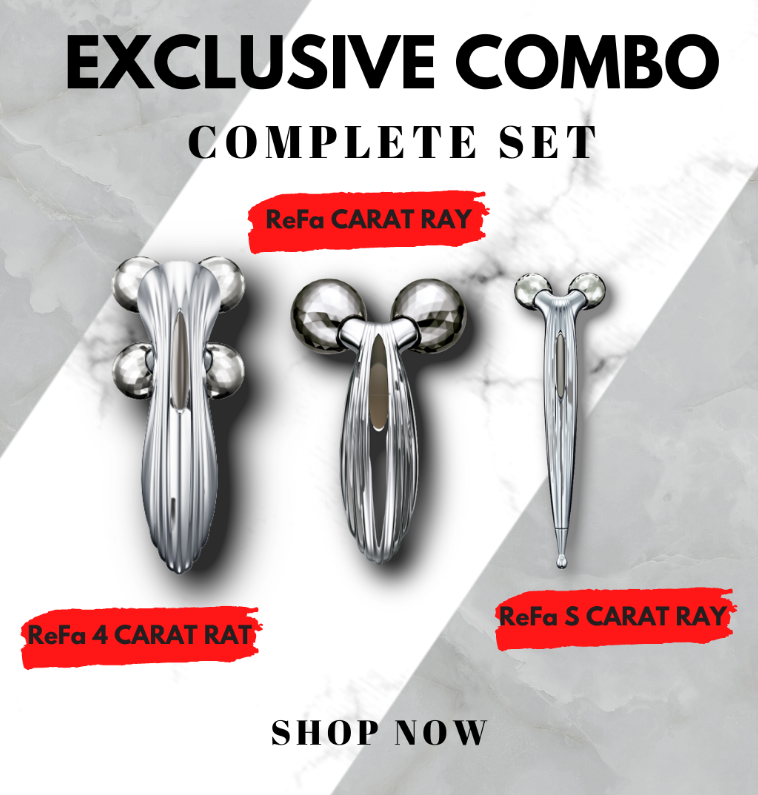 EXCLUSIVE COMBO
COMPLETE SET
ReFa CARAT RAY
ReFa 4 CARAT RAT
ReFa S CARAT RAY
SHOP NOW